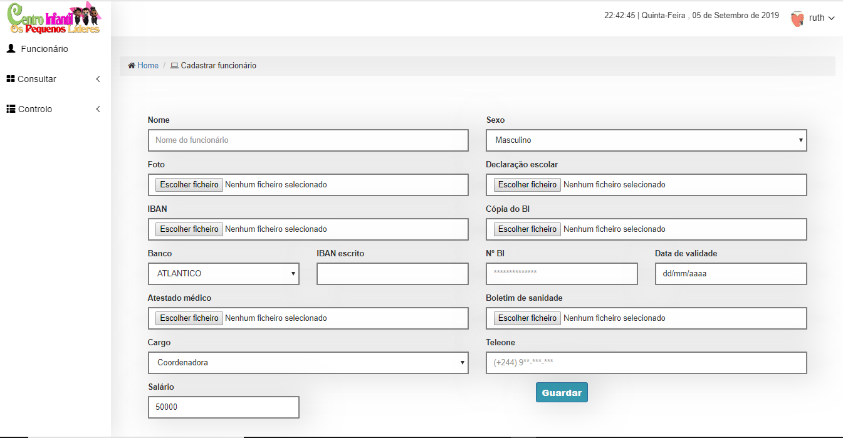 Centro Infantil
Os Pequenos Líderes
22:42:45 | Quinta-Feira , 05 de Setembro de 2019
ruth
Funcionário
Consultar
Controlo
Home / Cadastrar funcionário
Nome
Nome do funcionário
Sexo
Masculino
Foto
Escolher ficheiro Nenhum ficheiro selecionado
Declaração escolar
Escolher ficheiro Nenhum ficheiro selecionado
IBAN
Escolher ficheiro Nenhum ficheiro selecionado
Cópia do BI
Escolher ficheiro Nenhum ficheiro selecionado
Banco
ATLANTICO
IBAN escrito
Nº BI
*************
Data de validade
dd/mm/aaaa
Atestado médico
Escolher ficheiro Nenhum ficheiro selecionado
Boletim de sanidade
Escolher ficheiro Nenhum ficheiro selecionado
Cargo
Coordenadora
Teleone
(+244) 9**-***-***
Salário
50000
Guardar